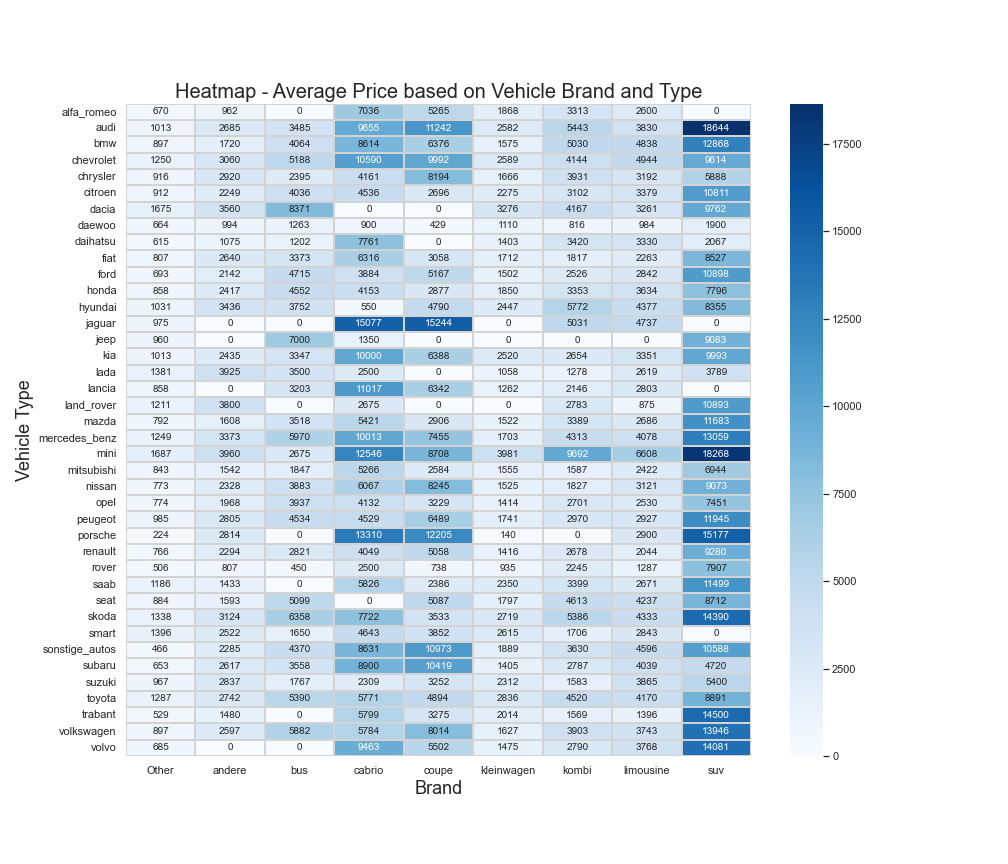 Heatmap - Average Price based on Vehicle Brand and Type
alfa_romeo 670 962 0 7036 5265 1868 3313 2600 0
audi 1013 2685 3485 9655 11242 2582 5443 3830 18644
bmw 897 1720 4064 8614 6376 1575 5030 4838 12868
chevrolet 1250 3060 5188 10590 9992 2589 4144 4944 9614
chrysler 916 2920 2395 4161 8194 1666 3931 3192 5888
citroen 912 2249 4036 4536 2696 2275 3102 3379 10811
dacia 1675 3560 8371 0 0 3276 4167 3261 9762
daewoo 664 994 1263 900 429 1110 816 984 1900
daihatsu 615 1075 1202 7761 0 1403 3420 3330 2067
fiat 807 2640 3373 6316 3058 1712 1817 2263 8527
ford 693 2142 4715 3884 5167 1502 2526 2842 10898
honda 858 2417 4552 4153 2877 1850 3353 3634 7796
hyundai 1031 3436 3752 550 4790 2447 5772 4377 8355
jaguar 975 0 0 15077 15244 0 5031 4737 0
jeep 960 0 7000 1350 0 0 0 0 9083
kia 1013 2435 3347 10000 6388 2520 2654 3351 9993
lada 1381 3925 3500 2500 0 1058 1278 2619 3789
lancia 858 0 3203 11017 6342 1262 2146 2803 0
land_rover 1211 3800 0 2675 0 0 2783 875 10893
mazda 792 1608 3518 5421 2906 1522 3389 2686 11683
mercedes_benz 1249 3373 5970 10013 7455 1703 4313 4078 13059
mini 1687 3960 2675 12546 8708 3981 9692 6608 18268
mitsubishi 843 1542 1847 5266 2584 1555 1587 2422 6944
nissan 773 2328 3883 6067 8245 1525 1827 3121 9073
opel 774 1968 3937 4132 3229 1414 2701 2530 7451
peugeot 985 2805 4534 4529 6489 1741 2970 2927 11945
porsche 224 2814 0 13310 12205 140 0 2900 15177
renault 766 2294 2821 4049 5058 1416 2678 2044 9280
rover 506 807 450 2500 738 935 2245 1287 7907
saab 1186 1433 0 5826 2386 2350 3399 2671 11499
seat 884 1593 5099 0 5087 1797 4613 4237 8712
skoda 1338 3124 6358 7722 3533 2719 5386 4333 14390
smart 1396 2522 1650 4643 3852 2615 1706 2843 0
sonstige_autos 466 2285 4370 8631 10973 1889 3630 4596 10588
subaru 653 2617 3558 8900 10419 1405 2787 4039 4720
suzuki 967 2837 1767 2309 3252 2312 1583 3865 5400
toyota 1287 2742 5390 5771 4894 2836 4520 4170 8891
trabant 529 1480 0 5799 3275 2014 1569 1396 14500
volkswagen 897 2597 5882 5784 8014 1627 3903 3743 13946
volvo 685 0 0 9463 5502 1475 2790 3768 14081
Other andere bus cabrio coupe kleinwagen kombi limousine suv
Brand
Vehicle Type
17500
15000
12500
10000
7500
5000
2500
0